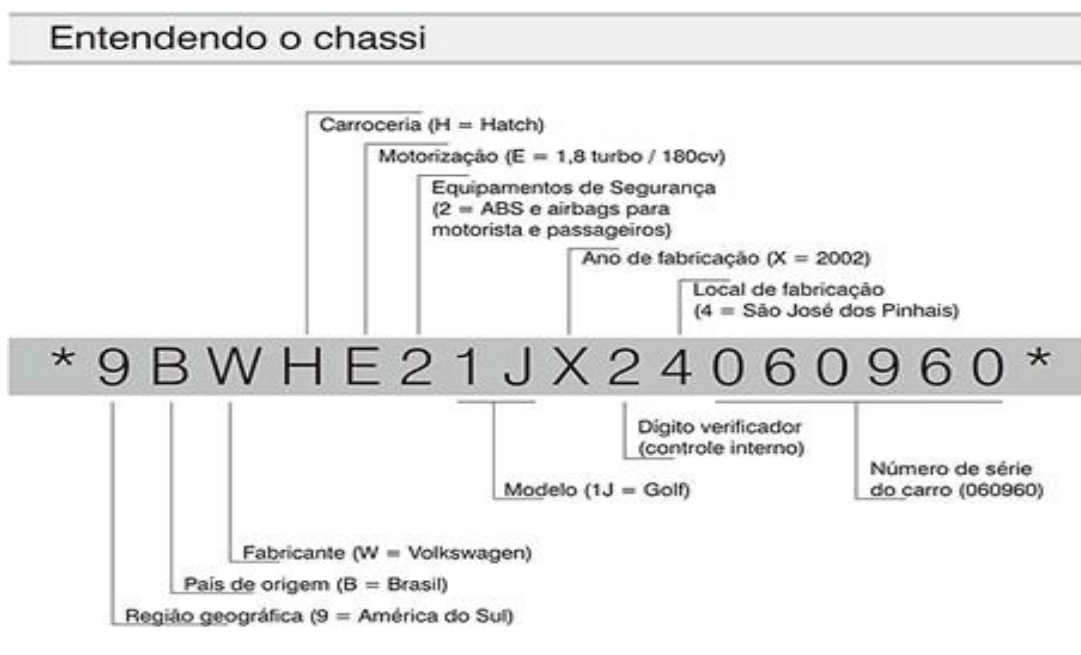 Entendendo o chassi
Carroceria (H = Hatch)
Motorização (E = 1,8 turbo / 180cv)
Equipamentos de Segurança
(2 = ABS e airbags para
motorista e passageiros)
Ano de fabricação (X = 2002)
Local de fabricação
(4 = São José dos Pinhais)
*9BWHE21JX24060960*
Dígito verificador
(controle interno)
Número de série
do carro (060960)
Modelo (1J = Golf)
Fabricante (W = Volkswagen)
País de origem (B = Brasil)
Região geográfica (9 = América do Sul)